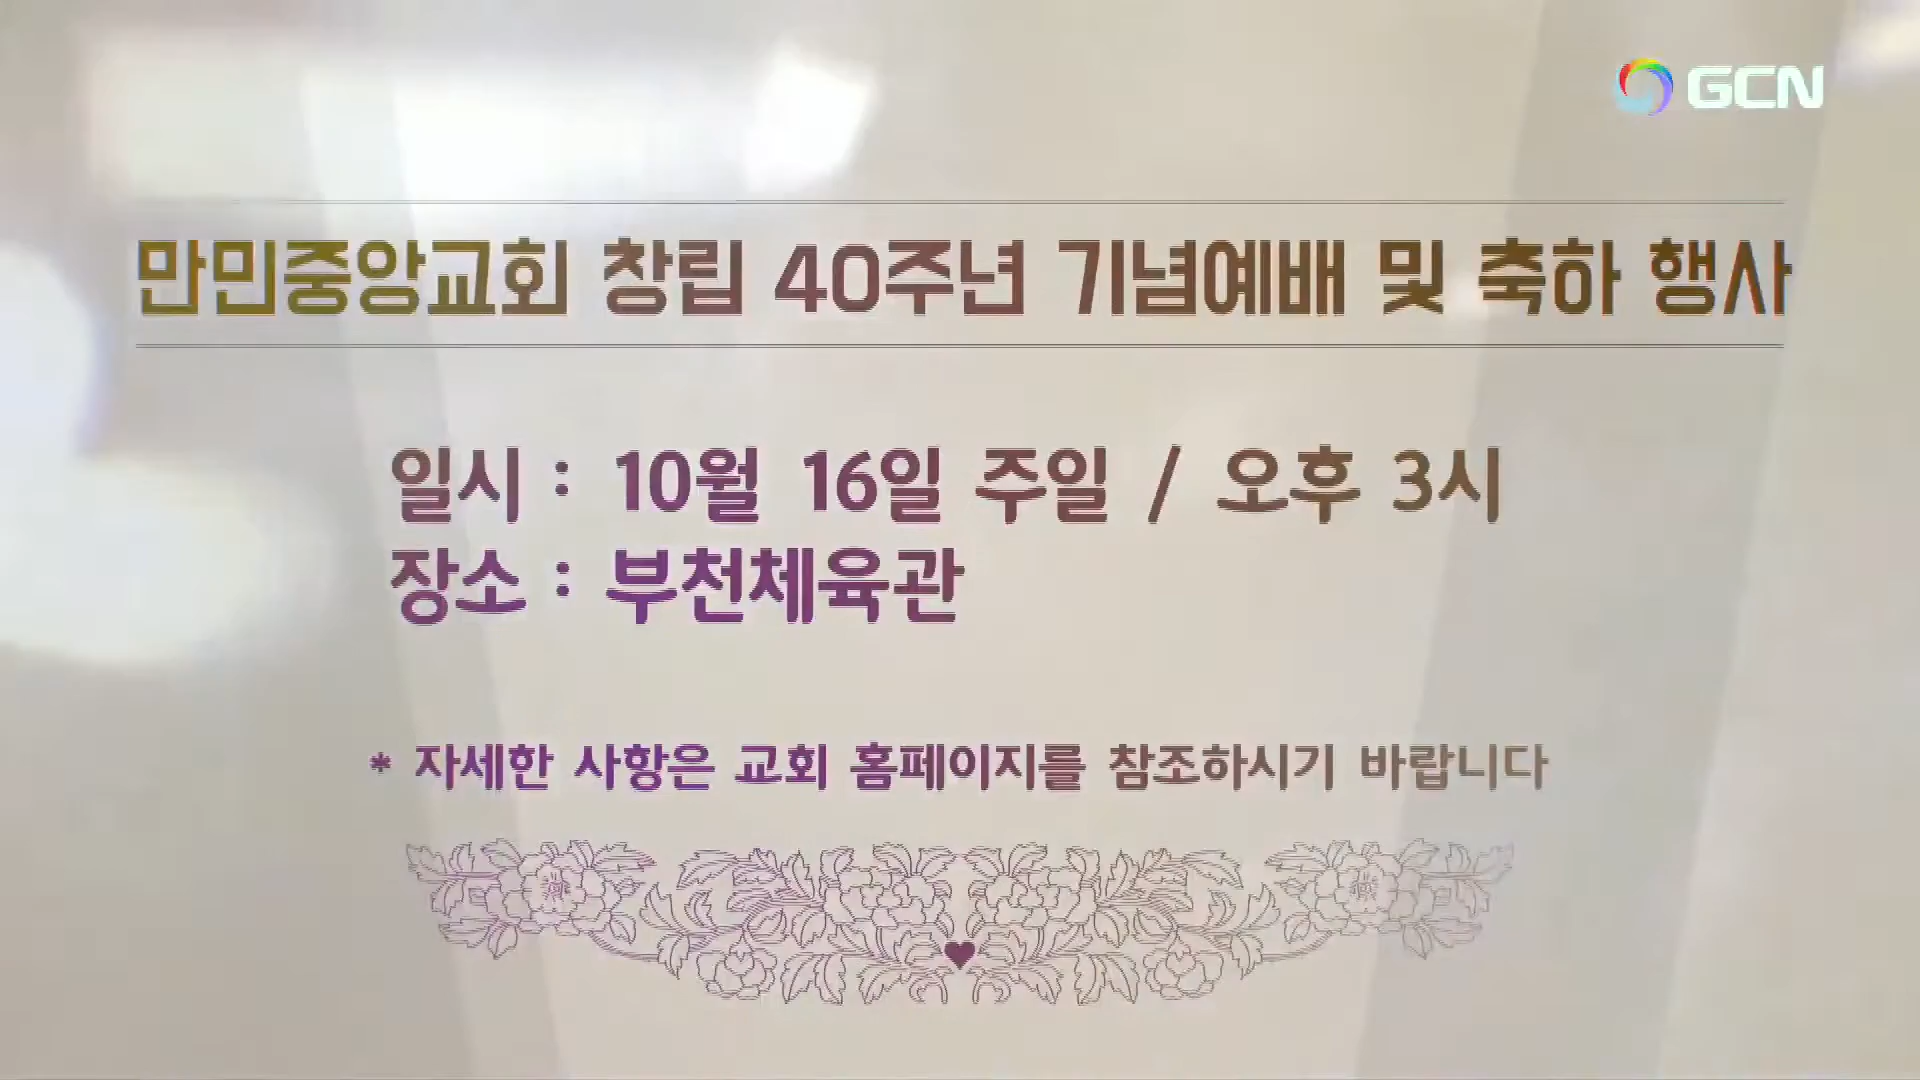 GCN
만민중앙교회 창립 40주년 기념예배 및 축하 행사
일시 : 10월 16일 주일 / 오후 3시
장소 : 부천체육관
* 자세한 사항은 교회 홈페이지를 참조하시기 바랍니다